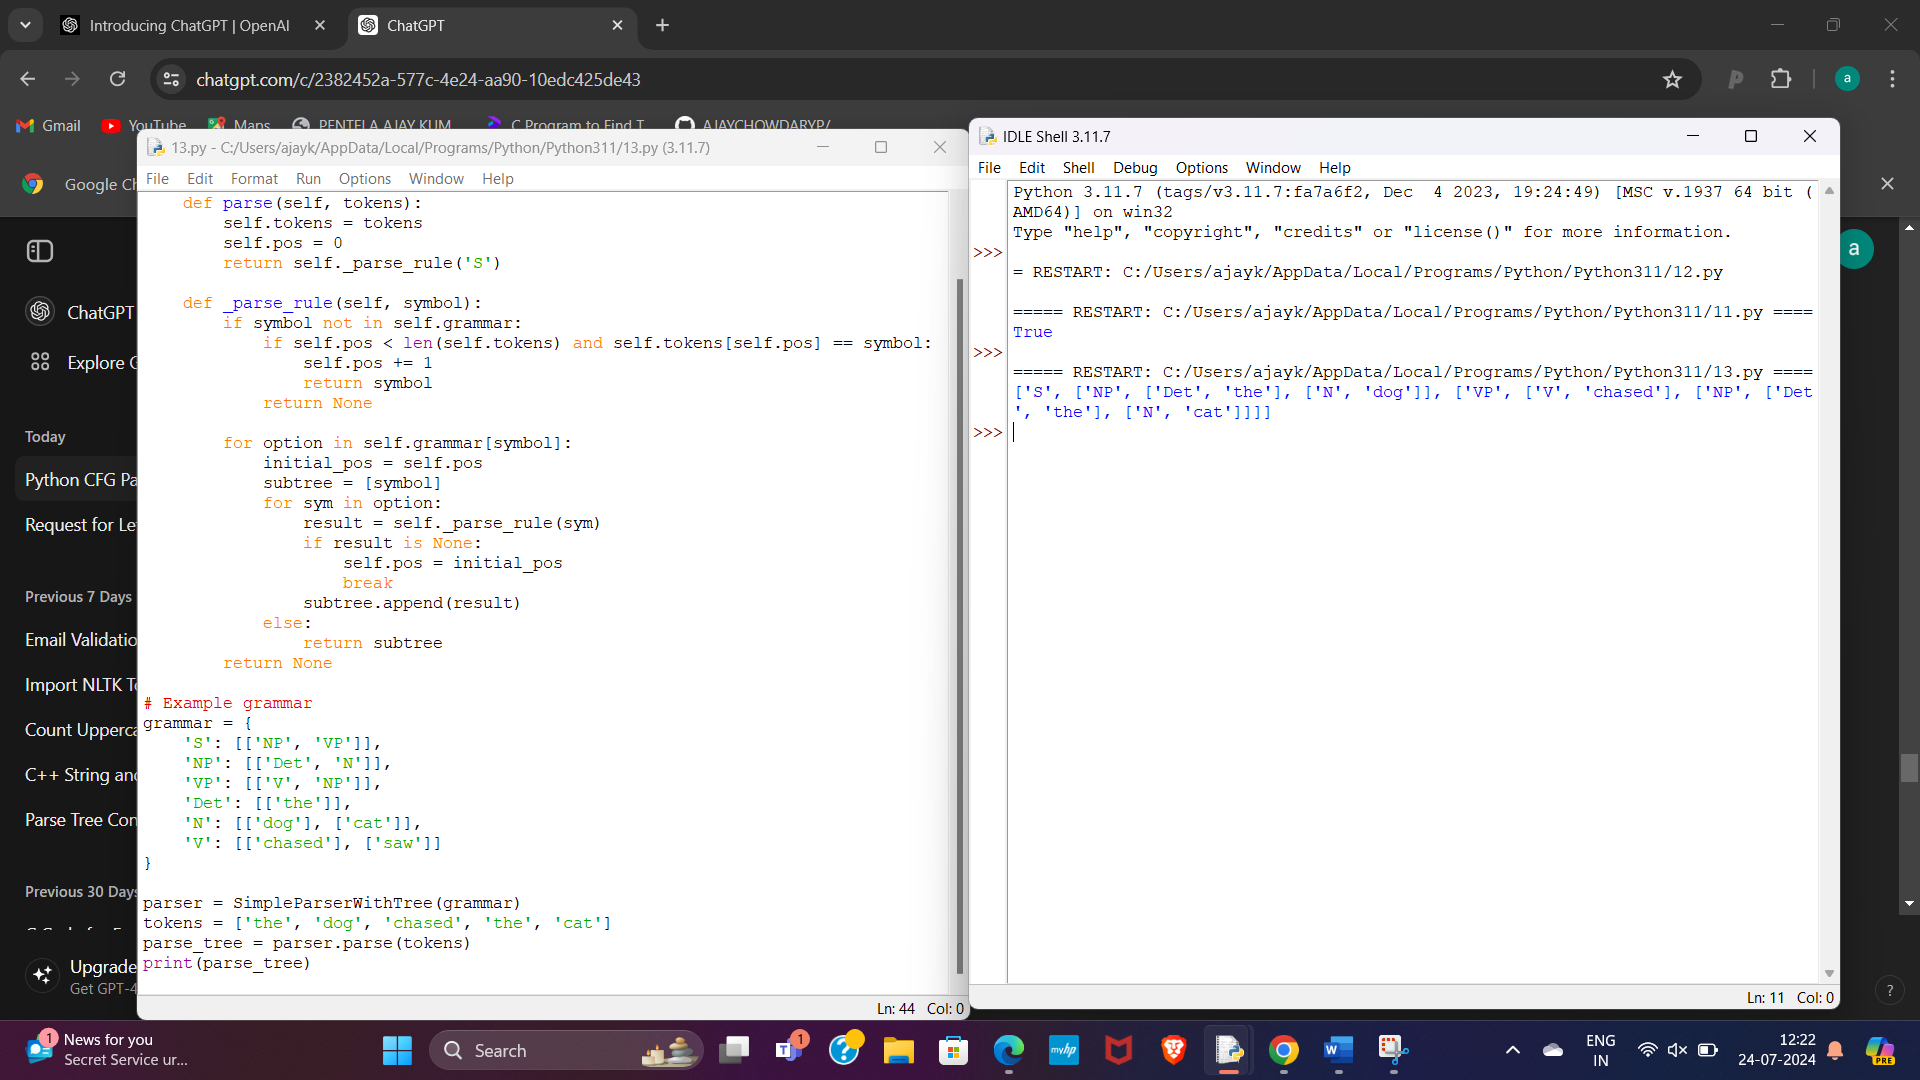 Introducing ChatGPT | OpenAI
ChatGPT
chatgpt.com/c/2382452a-577c-4e24-aa90-10edc425de43
a
Gmail
YouTube
Maps
PENTELA AJAY KUM
C Program to Find T
AJAYCHOWDARYP/
Google Ch
a
ChatGPT
Explore G
Today
Python CFG Pa
Request for Le
Previous 7 Days
Email Validatio
Import NLTK T
Count Upperca
C++ String and
Parse Tree Con
Previous 30 Days
Upgrade
Get GPT-4
13.py - C:/Users/ajayk/AppData/Local/Programs/Python/Python311/13.py (3.11.7)
File Edit Format Run Options Window Help
    def parse(self, tokens):
        self.tokens = tokens
        self.pos = 0
        return self._parse_rule('S')
    def _parse_rule(self, symbol):
        if symbol not in self.grammar:
            if self.pos < len(self.tokens) and self.tokens[self.pos] == symbol:
                self.pos += 1
                return symbol
            return None
        for option in self.grammar[symbol]:
            initial_pos = self.pos
            subtree = [symbol]
            for sym in option:
                result = self._parse_rule(sym)
                if result is None:
                    self.pos = initial_pos
                    break
                subtree.append(result)
            else:
                return subtree
        return None
# Example grammar
grammar = {
    'S': [['NP', 'VP']],
    'NP': [['Det', 'N']],
    'VP': [['V', 'NP']],
    'Det': [['the']],
    'N': [['dog'], ['cat']],
    'V': [['chased'], ['saw']]
}
parser = SimpleParserWithTree(grammar)
tokens = ['the', 'dog', 'chased', 'the', 'cat']
parse_tree = parser.parse(tokens)
print(parse_tree)
Ln: 44 Col: 0
IDLE Shell 3.11.7
File Edit Shell Debug Options Window Help
Python 3.11.7 (tags/v3.11.7:fa7a6f2, Dec  4 2023, 19:24:49) [MSC v.1937 64 bit (
AMD64)] on win32
Type "help", "copyright", "credits" or "license()" for more information.
>>>
= RESTART: C:/Users/ajayk/AppData/Local/Programs/Python/Python311/12.py
===== RESTART: C:/Users/ajayk/AppData/Local/Programs/Python/Python311/11.py ====
True
>>>
===== RESTART: C:/Users/ajayk/AppData/Local/Programs/Python/Python311/13.py ====
['S', ['NP', ['Det', 'the'], ['N', 'dog']], ['VP', ['V', 'chased'], ['NP', ['Det
', 'the'], ['N', 'cat']]]]
>>>
Ln: 11 Col: 0
?
1
News for you
Secret Service ur...
Search
1
myhp
ENG
IN
12:22
24-07-2024
PRE